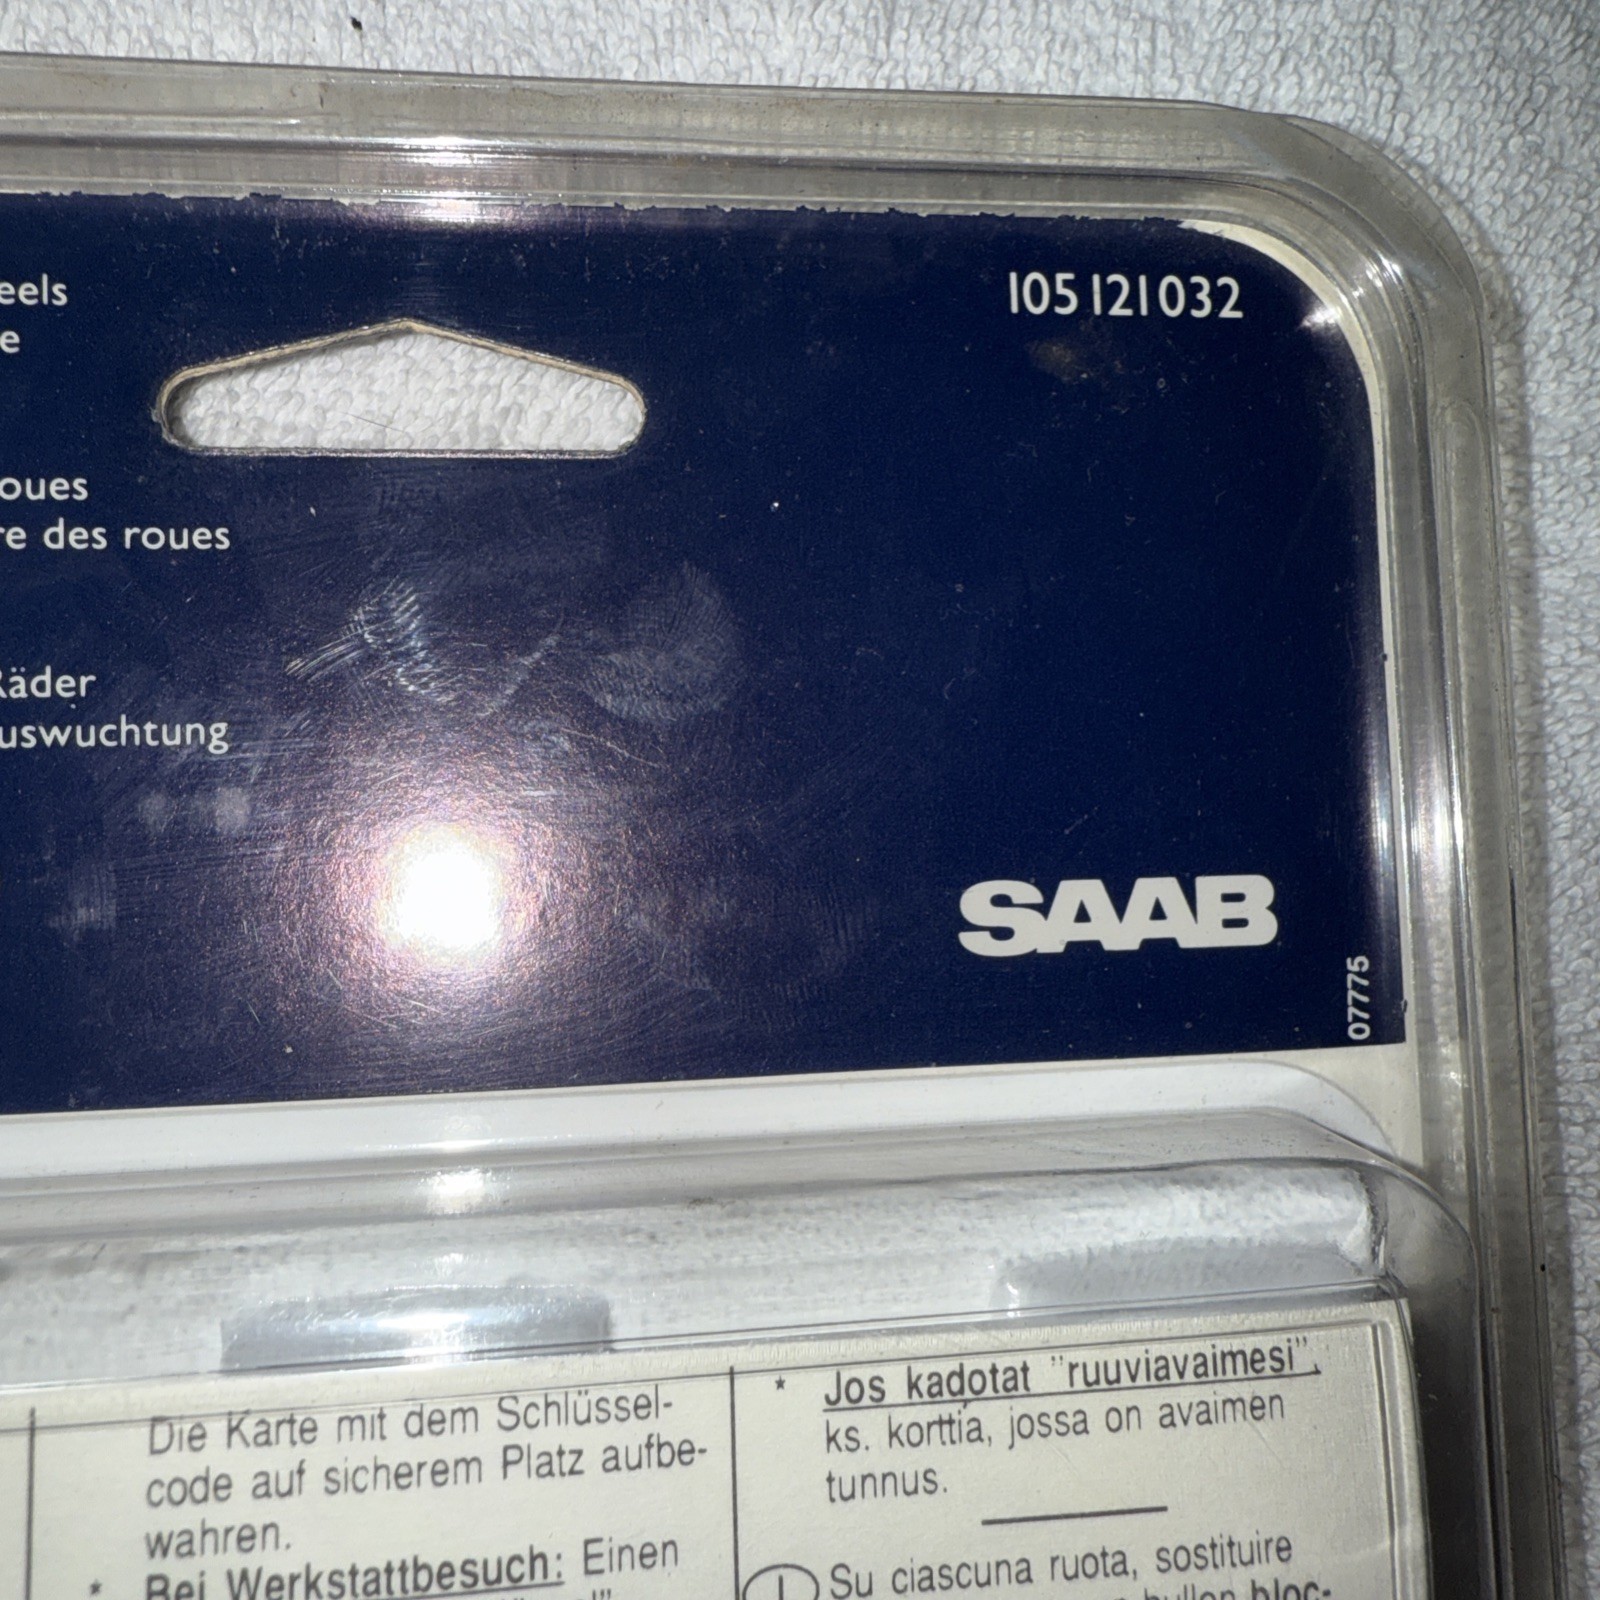 105 121 032
eels
e
oues
re des roues
Räder
uswuchtung
SAAB
07775
Die Karte mit dem Schlüssel-
code auf sicherem Platz aufbe-
wahren.
* Bei Werkstattbesuch: Einen
* Jos kadotat "ruuviavaimesi",
ks. korttia, jossa on avaimen
tunnus.
I Su ciascuna ruota, sostituire
bullon bloc-